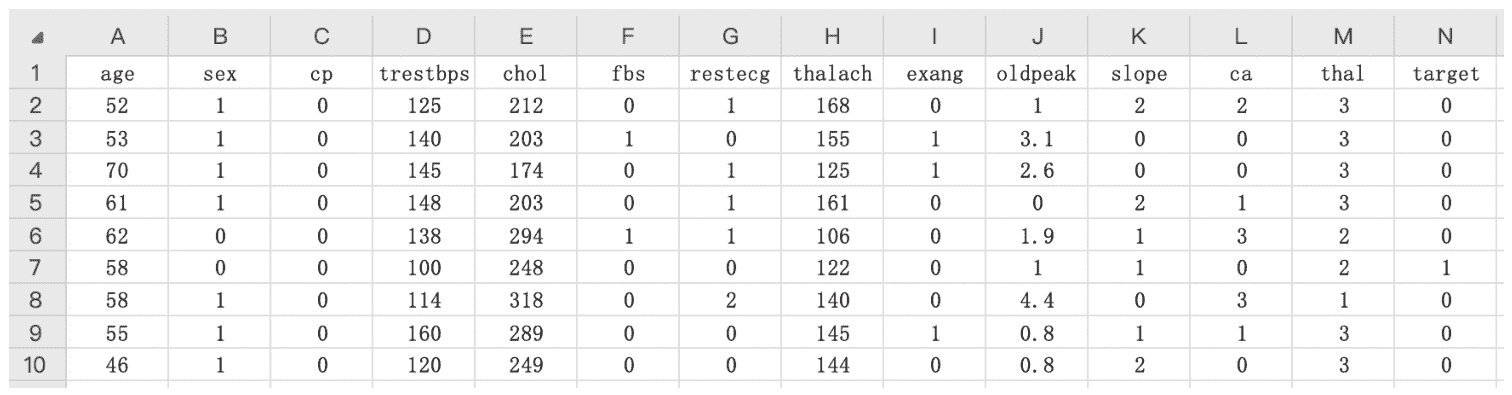 A B C D E F G H I J K L M N
1 age sex cp trestbps chol fbs restecg thalach exang oldpeak slope ca thal target
2 52 1 0 125 212 0 1 168 0 1 2 2 3 0
3 53 1 0 140 203 1 0 155 1 3.1 0 0 3 0
4 70 1 0 145 174 0 1 125 1 2.6 0 0 3 0
5 61 1 0 148 203 0 1 161 0 0 2 1 3 0
6 62 0 0 138 294 1 1 106 0 1.9 1 3 2 0
7 58 0 0 100 248 0 0 122 0 1 1 0 2 1
8 58 1 0 114 318 0 2 140 0 4.4 0 3 1 0
9 55 1 0 160 289 0 0 145 1 0.8 1 1 3 0
10 46 1 0 120 249 0 0 144 0 0.8 2 0 3 0